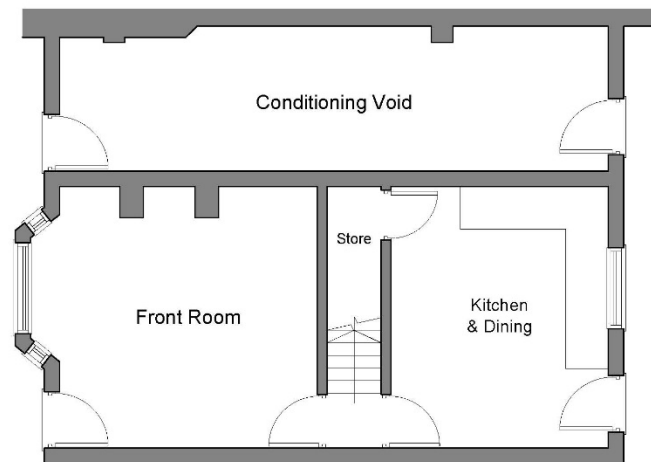 Conditioning Void
Store
Front Room
Kitchen
& Dining